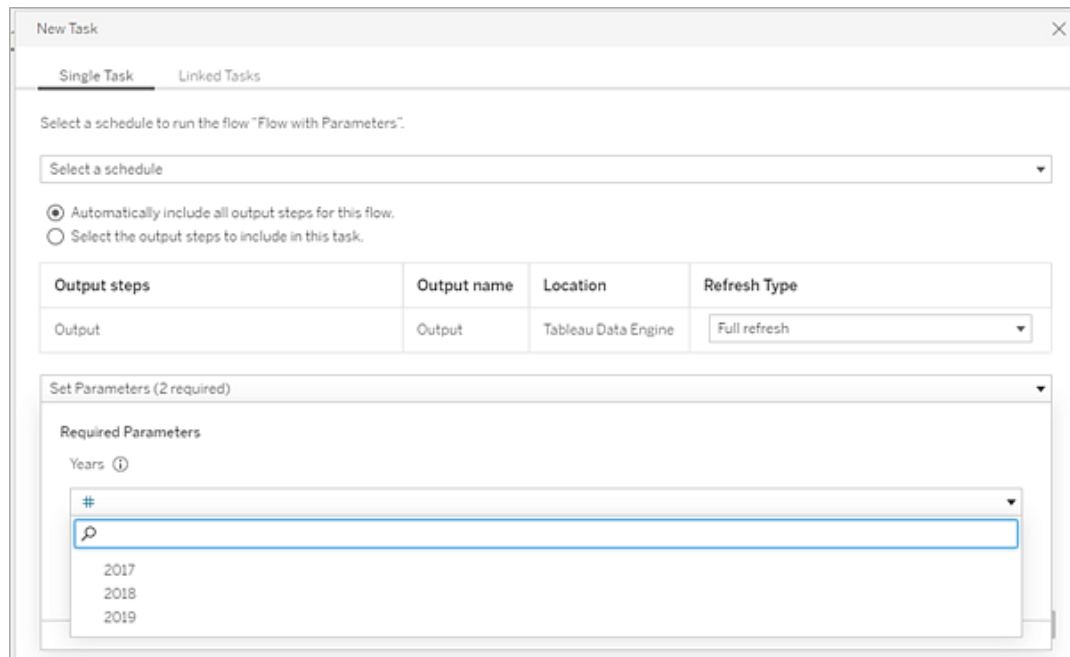 New Task
Single Task Linked Tasks
Select a schedule to run the flow "Flow with Parameters".
Select a schedule
Automatically include all output steps for this flow.
Select the output steps to include in this task.
Output steps Output name Location Refresh Type
Output Output Tableau Data Engine Full refresh
Set Parameters (2 required)
Required Parameters
Years
#
2017
2018
2019